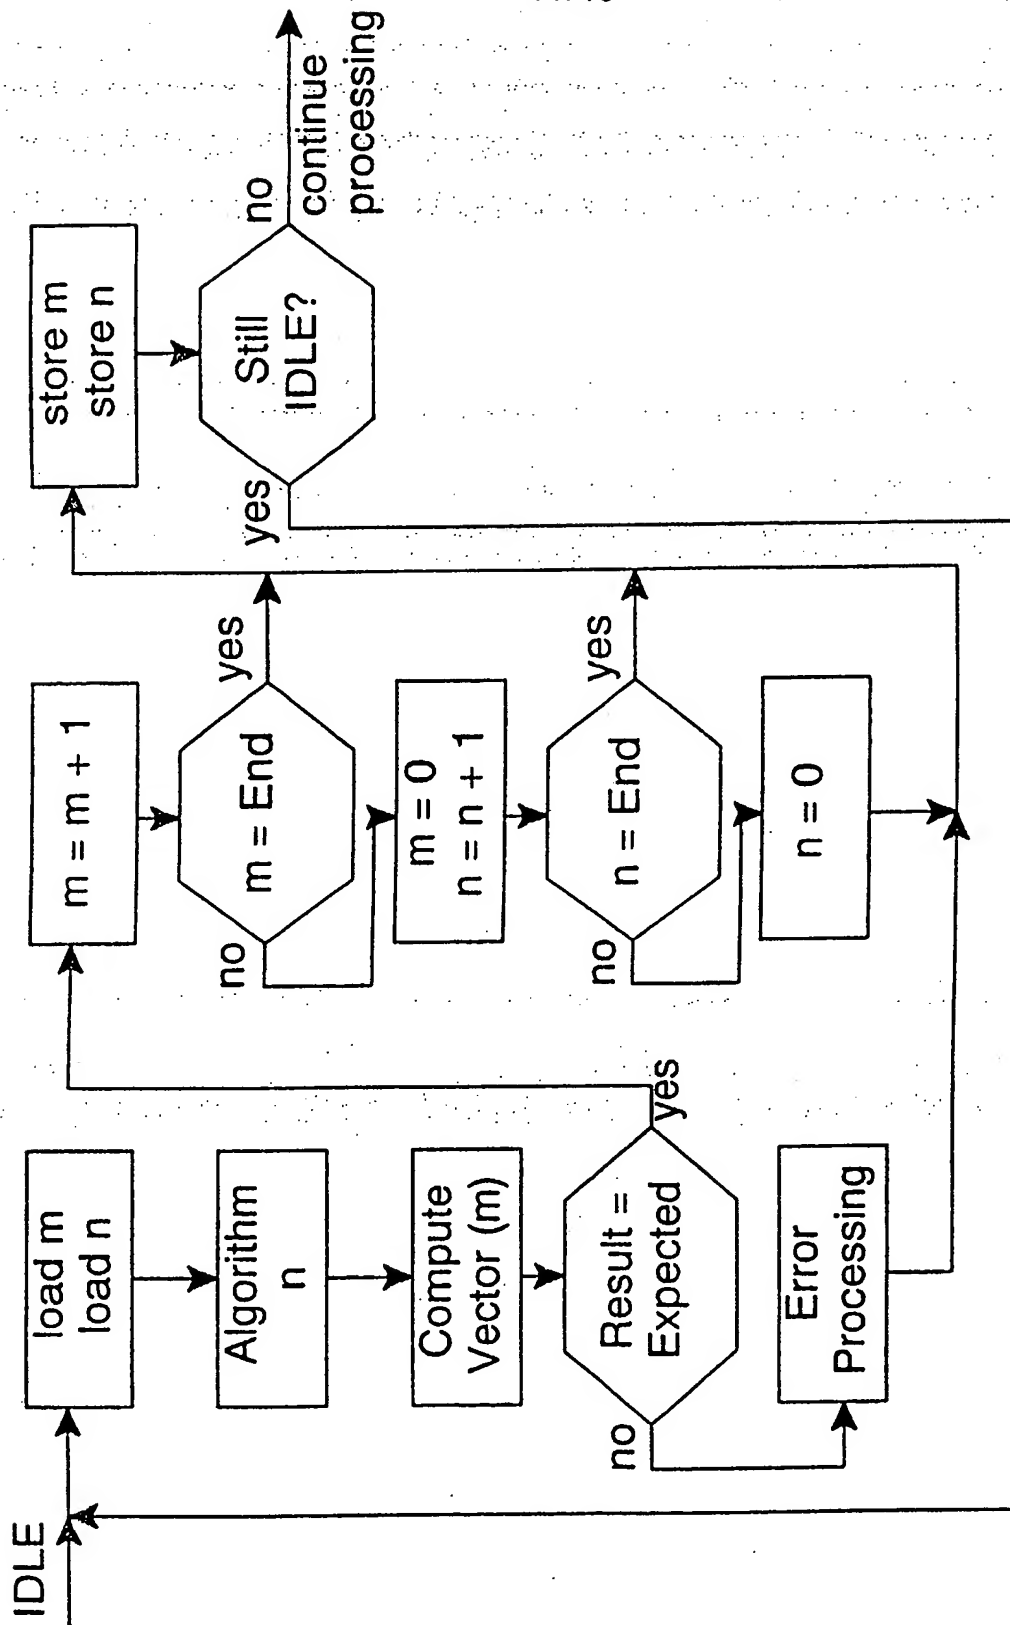 IDLE
load m
load n
Algorithm
n
Compute
Vector (m)
Result =
Expected
no
yes
Error
Processing
m = m + 1
m = End
yes
no
m = 0
n = n + 1
n = End
yes
no
n = 0
store m
store n
Still
IDLE?
yes
no
continue
processing